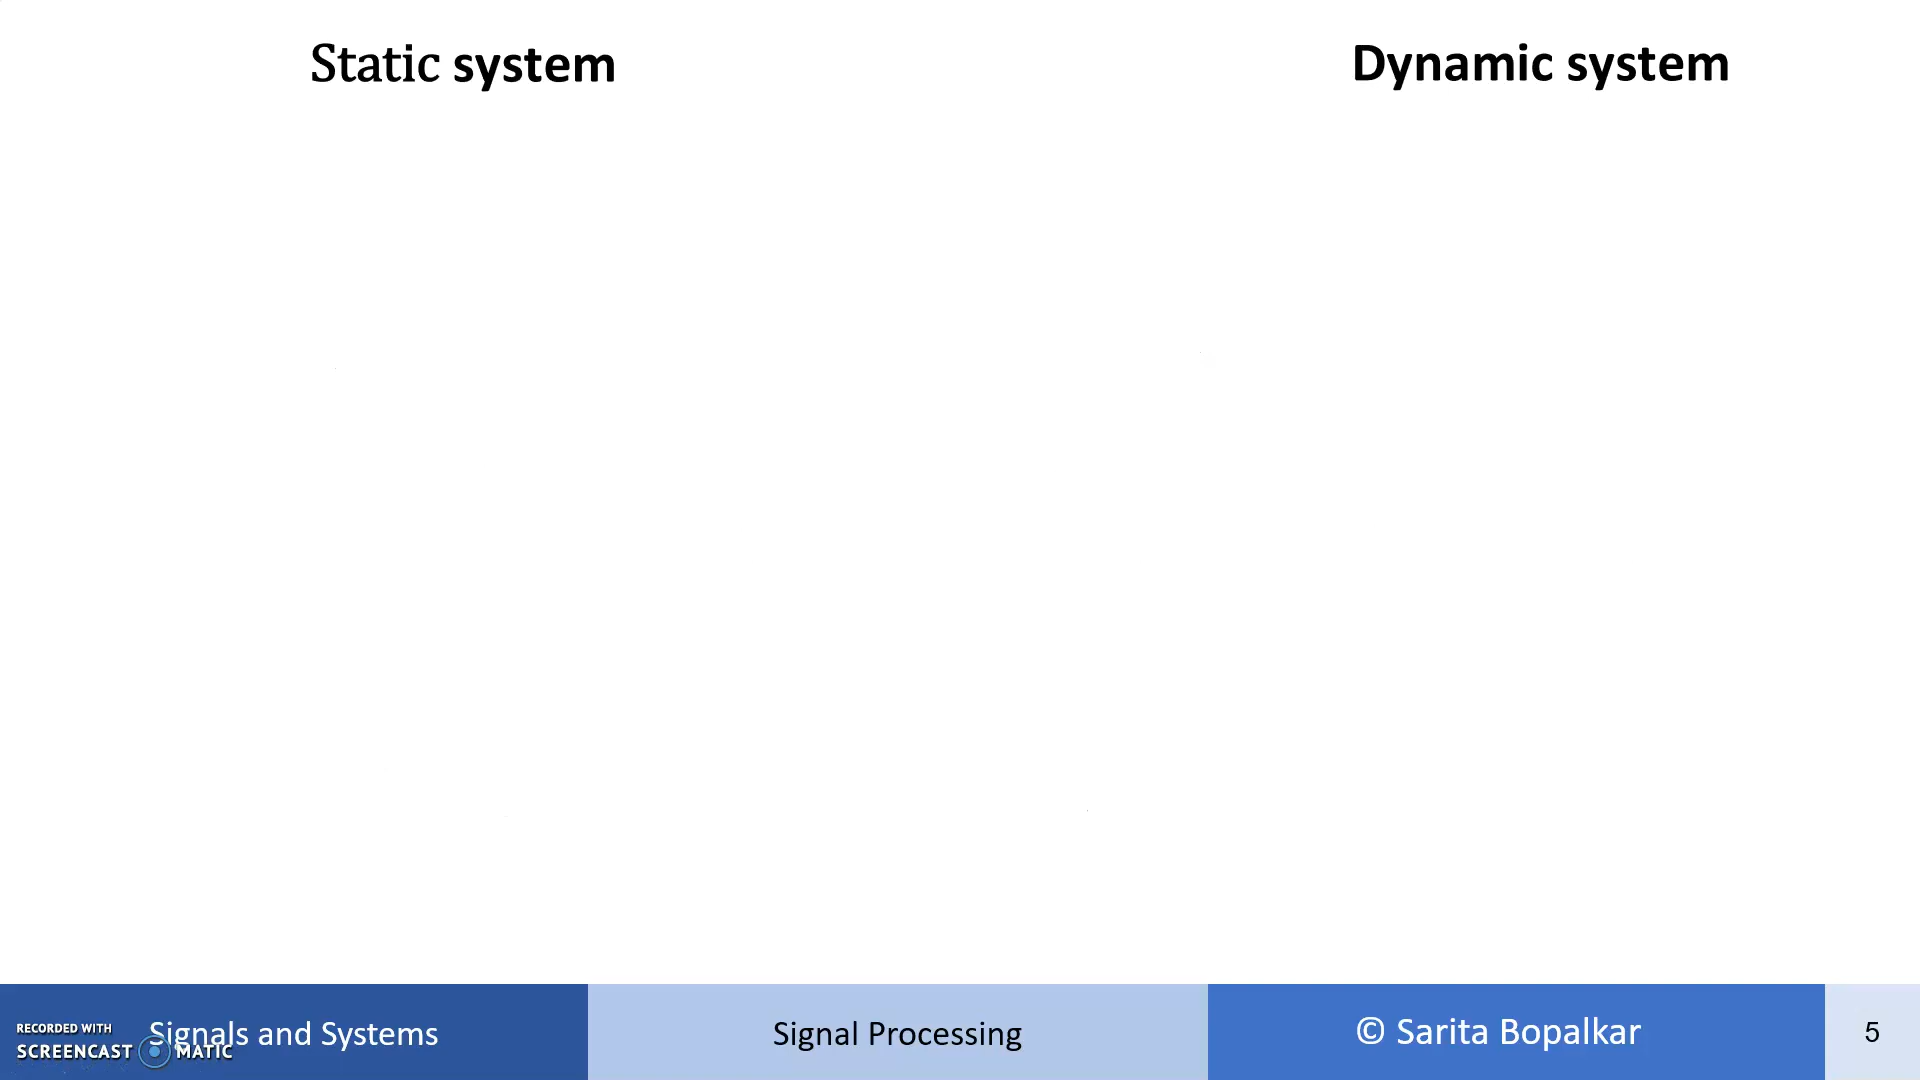 Static system
Dynamic system
RECORDED WITH
SCREENCAST MATIC
Signals and Systems
Signal Processing
© Sarita Bopalkar
5